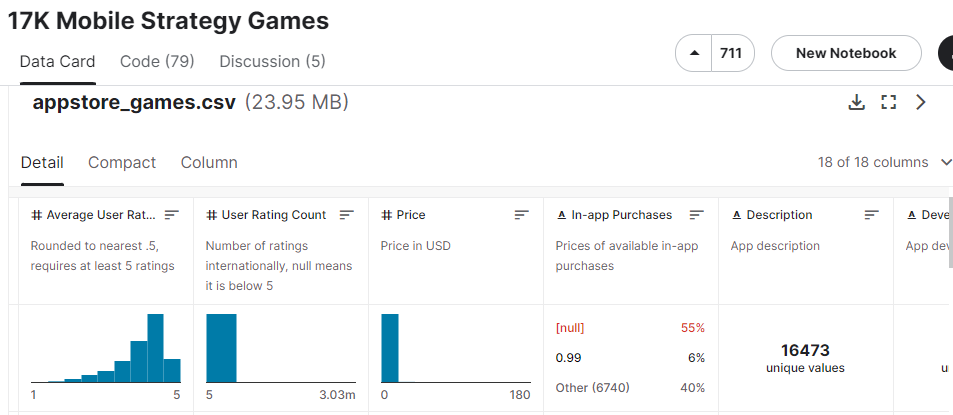 17K Mobile Strategy Games
Data Card Code (79) Discussion (5)
711 New Notebook
appstore_games.csv (23.95 MB)
Detail Compact Column
18 of 18 columns
# Average User Rat...
Rounded to nearest .5,
requires at least 5 ratings
1 5
# User Rating Count
Number of ratings
internationally, null means
it is below 5
5 3.03m
# Price
Price in USD
0 180
A In-app Purchases
Prices of available in-app
purchases
[null] 55%
0.99 6%
Other (6740) 40%
A Description
App description
16473
unique values
A Deve
App dev
u